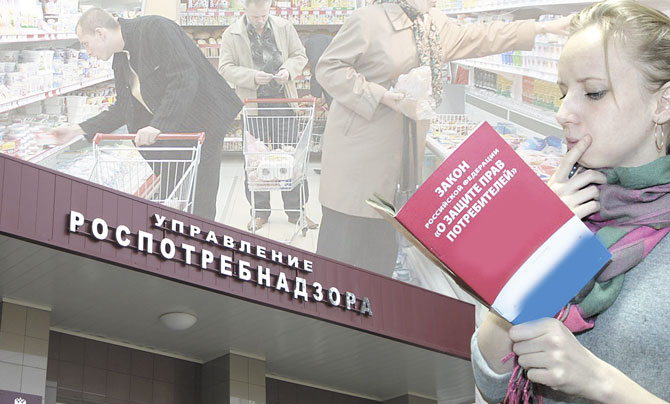 УПРАВЛЕНИЕ
РОСПОТРЕБНАДЗОРА
ЗАКОН
РОССИЙСКОЙ ФЕДЕРАЦИИ
«О ЗАЩИТЕ ПРАВ
ПОТРЕБИТЕЛЕЙ»